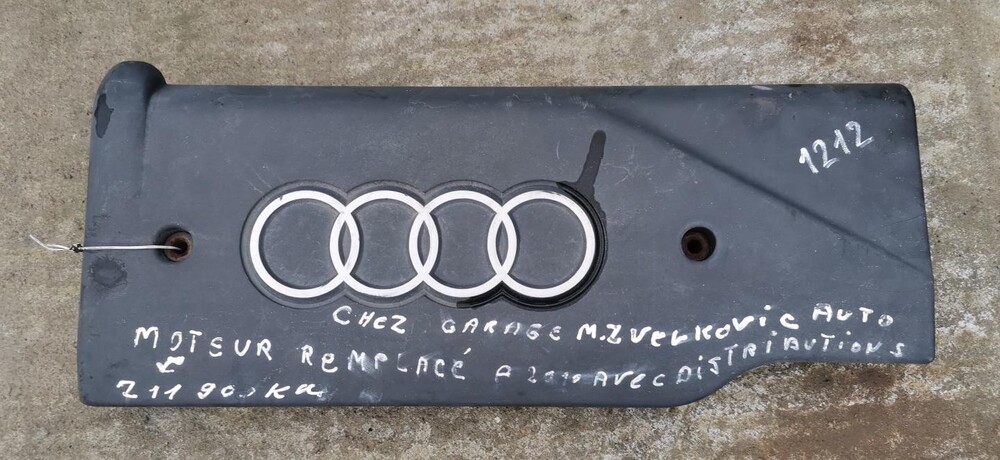 1212
CHEZ GARAGE M.ZVELKOVIC AUTO
MOTEUR REMPLACÉ AVEC DISTRIBUTIONS